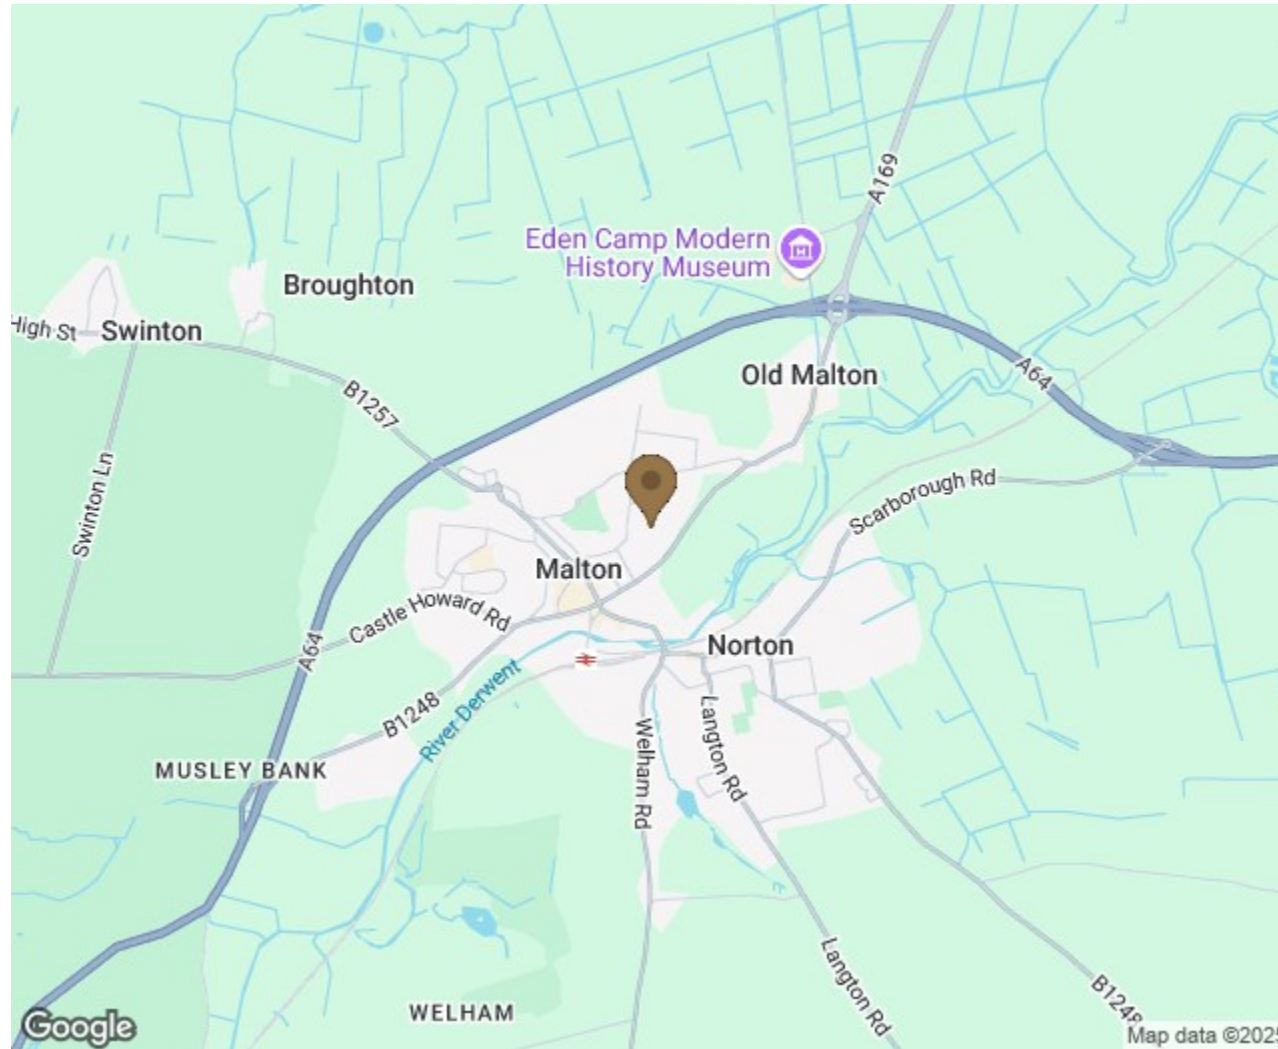 A169
Eden Camp Modern
History Museum
Broughton
High St
Swinton
Old Malton
A64
B1257
Swinton Ln
Scarborough Rd
Malton
Castle Howard Rd
A64
Norton
River Derwent
B1248
Langton Rd
Welham Rd
MUSLEY BANK
Langton Rd
B1248
WELHAM
Google
Map data ©2025